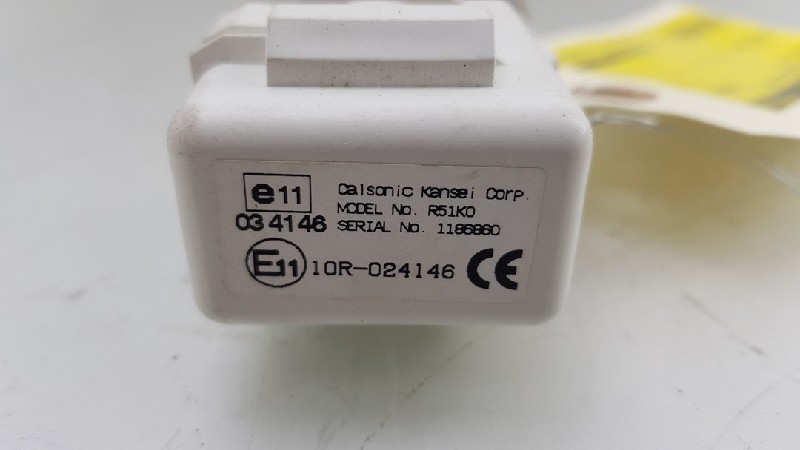 e11 Calsonic Kansei Corp.
MODEL No. R51K0
034146 SERIAL No. 1186860
E11 10R-024146 CE